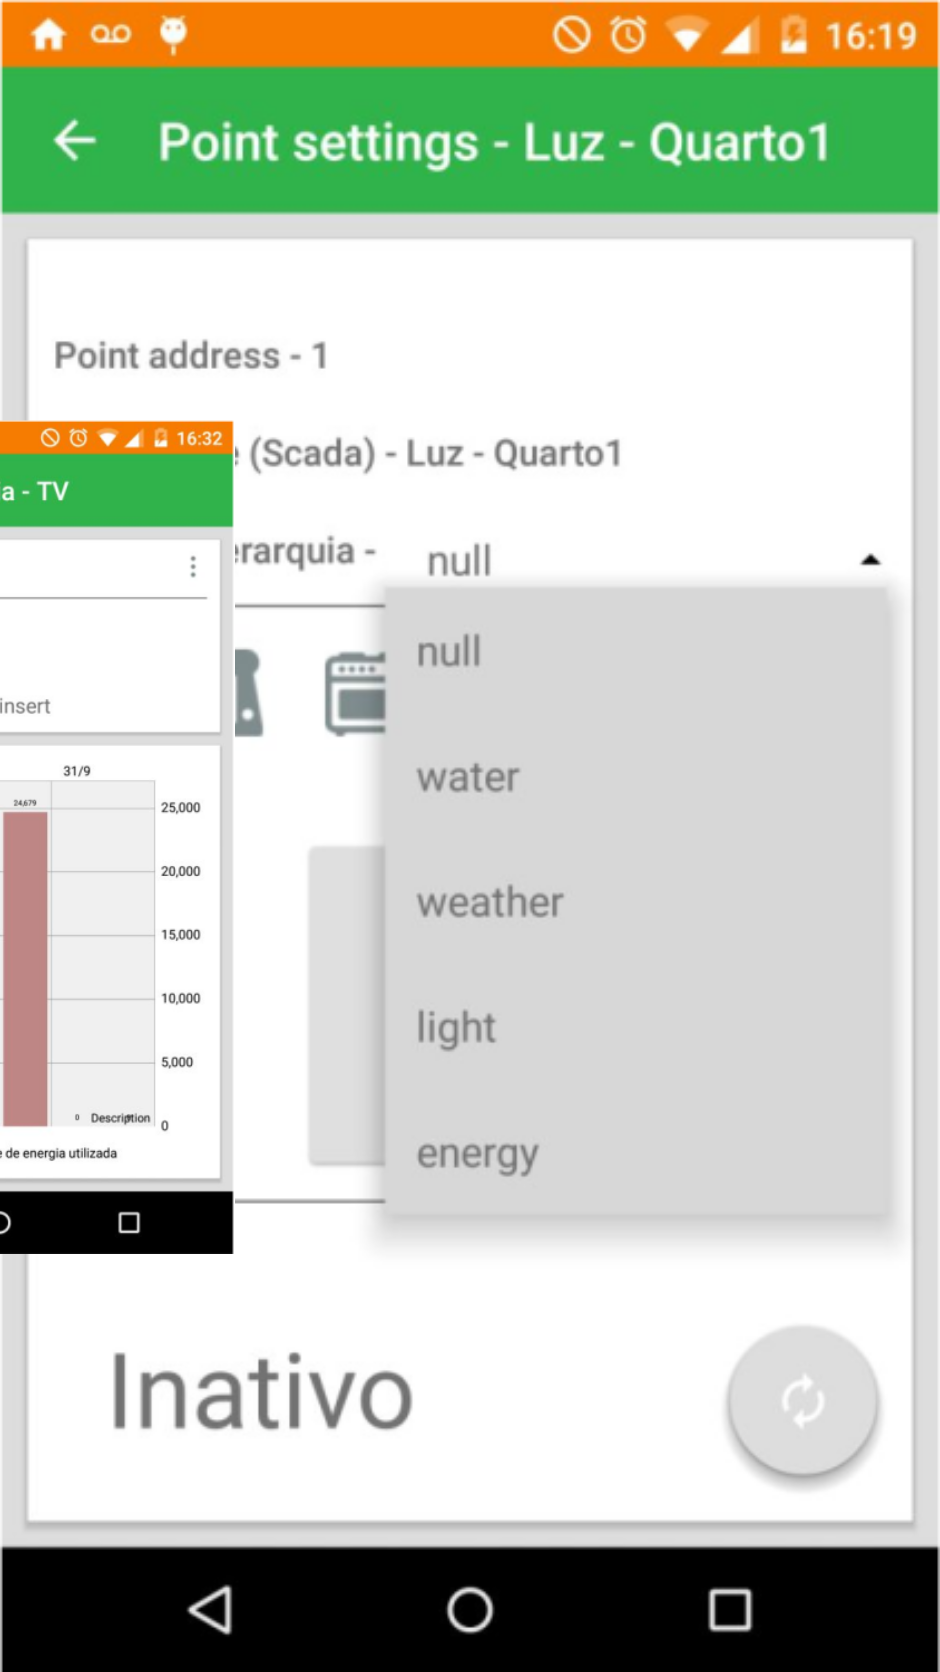 16:19
Point settings - Luz - Quarto1
Point address - 1
(Scada) - Luz - Quarto1
null
null
water
weather
light
energy
Inativo
16:32
- TV
insert
31/9
24,679
25,000
20,000
15,000
10,000
5,000
0
0 Description
de energia utilizada